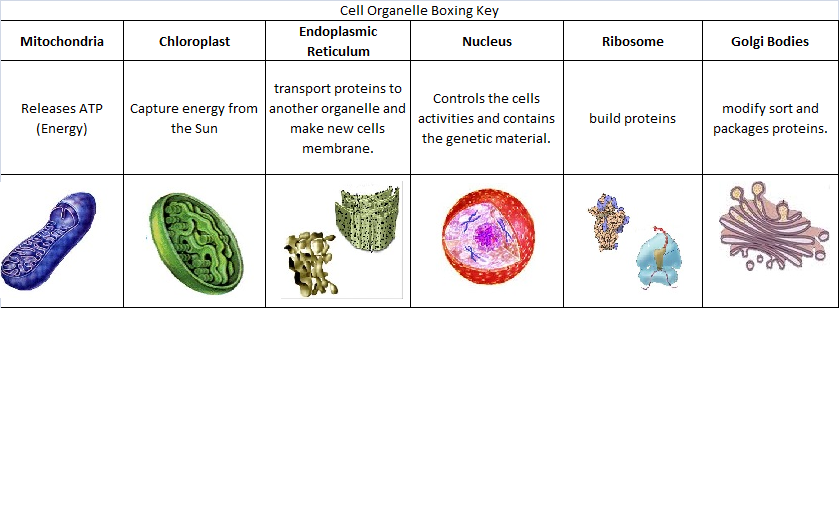 Cell Organelle Boxing Key
Mitochondria
Chloroplast
Endoplasmic
Reticulum
Nucleus
Ribosome
Golgi Bodies
Releases ATP
(Energy)
Capture energy from
the Sun
transport proteins to
another organelle and
make new cells
membrane.
Controls the cells
activities and contains
the genetic material.
build proteins
modify sort and
packages proteins.